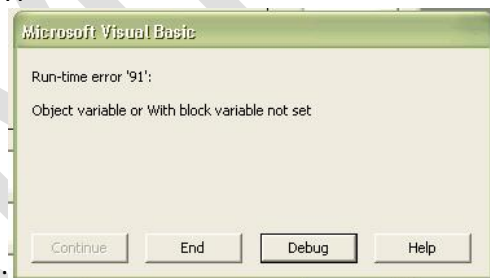 Microsoft Visual Basic
Run-time error '91':
Object variable or With block variable not set
Continue End Debug Help